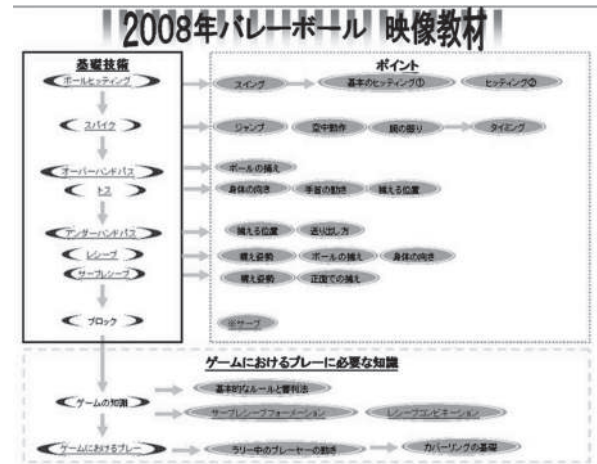 2008年バレーボール 映像教材
基礎技術
ポイント
ボールヒッティング
スイング
基本のヒッティング①
ヒッティング②
スパイク
ジャンプ
空中動作
腕の振り
タイミング
オーバーハンドパス
ボールの捕え
トス
身体の向き
手首の動き
捕える位置
アンダーハンドパス
捕える位置
送り出し方
レシーブ
構え姿勢
ボールの捕え
身体の向き
サーブレシーブ
構え姿勢
正面での捕え
ブロック
※サーブ
ゲームにおけるプレーに必要な知識
ゲームの知識
基本的なルールと審判法
サーブレシーブフォーメーション
レシーブコンビネーション
ゲームにおけるプレー
ラリー中のプレーヤーの動き
カバーリングの基礎